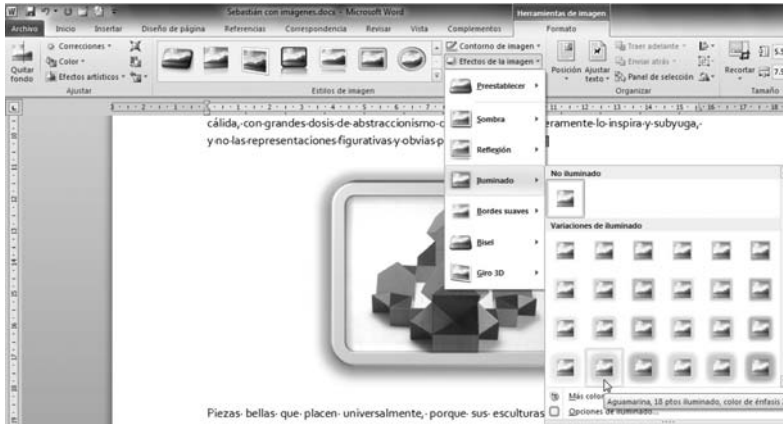 Sebastián con imagenes.docx - Microsoft Word
Herramientas de imagen
Archivo Inicio Insertar Diseño de página Referencias Correspondencia Revisar Vista Complementos Formato
Quitar fondo
Correcciones
Color
Efectos artísticos
Ajustar
Estilos de imagen
Contorno de imagen
Efectos de la imagen
Posición
Ajustar texto
Traer adelante
Enviar atrás
Panel de selección
Organizar
Recortar
5.5
7.5
Tamaño
cálida, con grandes dosis de abstraccionismo
eramente lo inspira y subyuga,
y no las representaciones figurativas y obvias p
Preestablecer
Sombra
Reflexión
Iluminado
Bordes suaves
Bisel
Giro 3D
No iluminado
Variaciones de iluminado
Más color
Opciones de iluminado...
Aguamarina, 18 ptos iluminado, color de énfasis
Piezas bellas que placen universalmente, porque sus esculturas